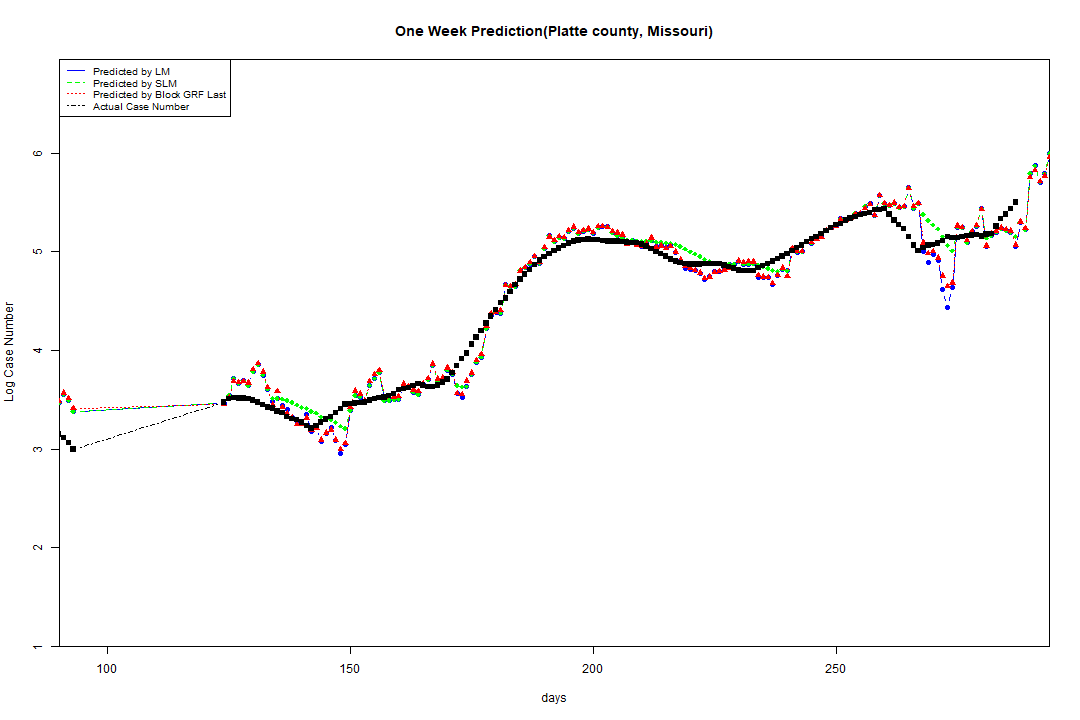 One Week Prediction(Platte county, Missouri)
Predicted by LM
Predicted by SLM
Predicted by Block GRF Last
Actual Case Number
6
5
4
3
2
1
Log Case Number
100 150 200 250
days